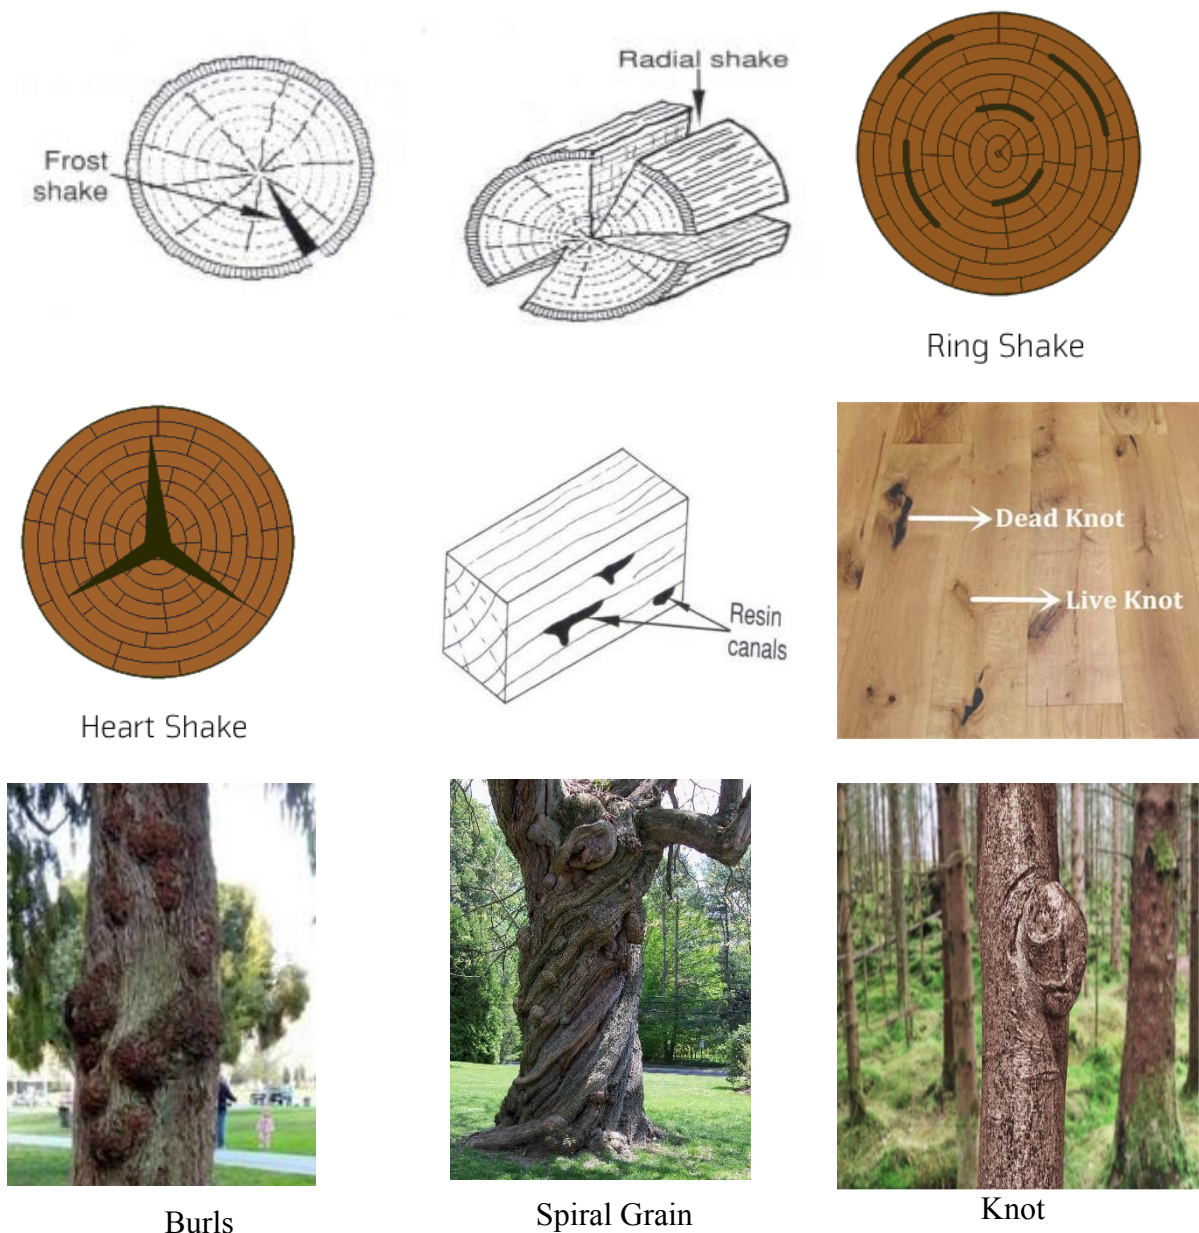 Frost
shake
Radial shake
Ring Shake
Heart Shake
Resin
canals
Dead Knot
Live Knot
Burls
Spiral Grain
Knot